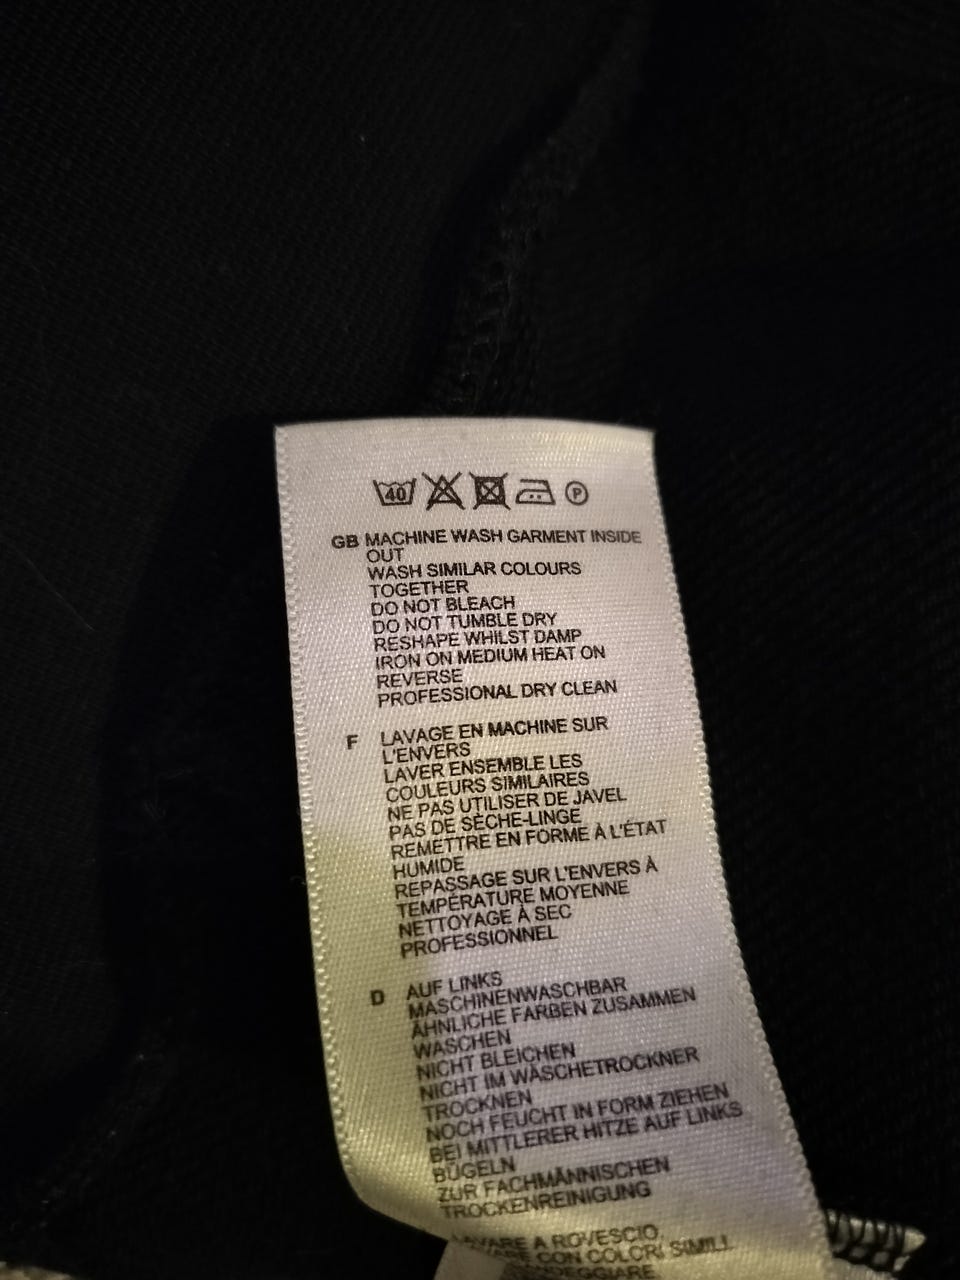 40 P
GB MACHINE WASH GARMENT INSIDE
OUT
WASH SIMILAR COLOURS
TOGETHER
DO NOT BLEACH
DO NOT TUMBLE DRY
RESHAPE WHILST DAMP
IRON ON MEDIUM HEAT ON
REVERSE
PROFESSIONAL DRY CLEAN
F LAVAGE EN MACHINE SUR
L'ENVERS
LAVER ENSEMBLE LES
COULEURS SIMILAIRES
NE PAS UTILISER DE JAVEL
PAS DE SÈCHE-LINGE
REMETTRE EN FORME À L'ÉTAT
HUMIDE
REPASSAGE SUR L'ENVERS À
TEMPÉRATURE MOYENNE
NETTOYAGE À SEC
PROFESSIONNEL
D AUF LINKS
MASCHINENWASCHBAR
ÄHNLICHE FARBEN ZUSAMMEN
WASCHEN
NICHT BLEICHEN
NICHT IM WÄSCHETROCKNER
TROCKNEN
NOCH FEUCHT IN FORM ZIEHEN
BEI MITTLERER HITZE AUF LINKS
BÜGELN
ZUR FACHMÄNNISCHEN
TROCKENREINIGUNG
LAVARE A ROVESCIO
CON COLORI SIMILI